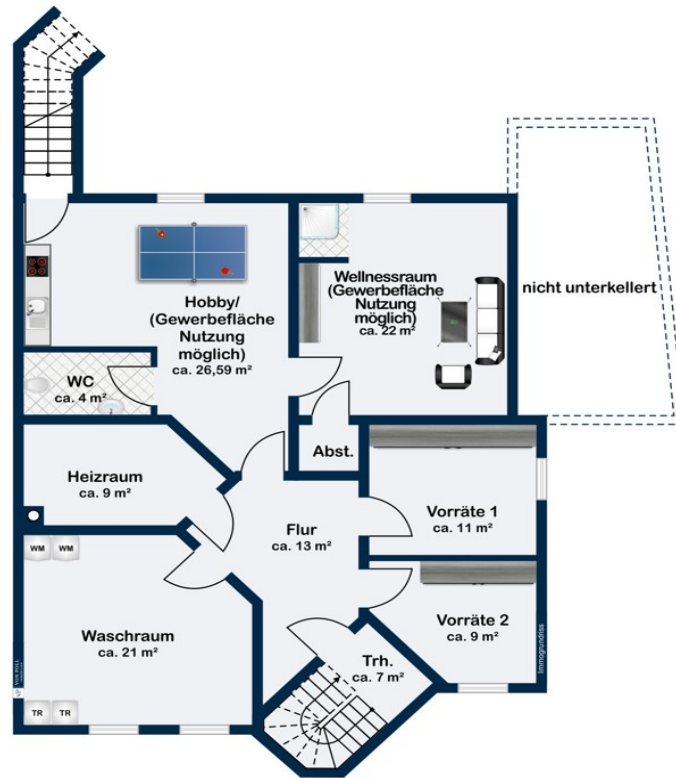 Hobby/
(Gewerbefläche
Nutzung
möglich)
ca. 26,59 m²
Wellnessraum
(Gewerbefläche
Nutzung
möglich)
ca. 22 m²
nicht unterkellert
WC
ca. 4 m²
Abst.
Heizraum
ca. 9 m²
Flur
ca. 13 m²
Vorräte 1
ca. 11 m²
WM WM
Waschraum
ca. 21 m²
Vorräte 2
ca. 9 m²
Trh.
ca. 7 m²
TR TR
Immogrundriss